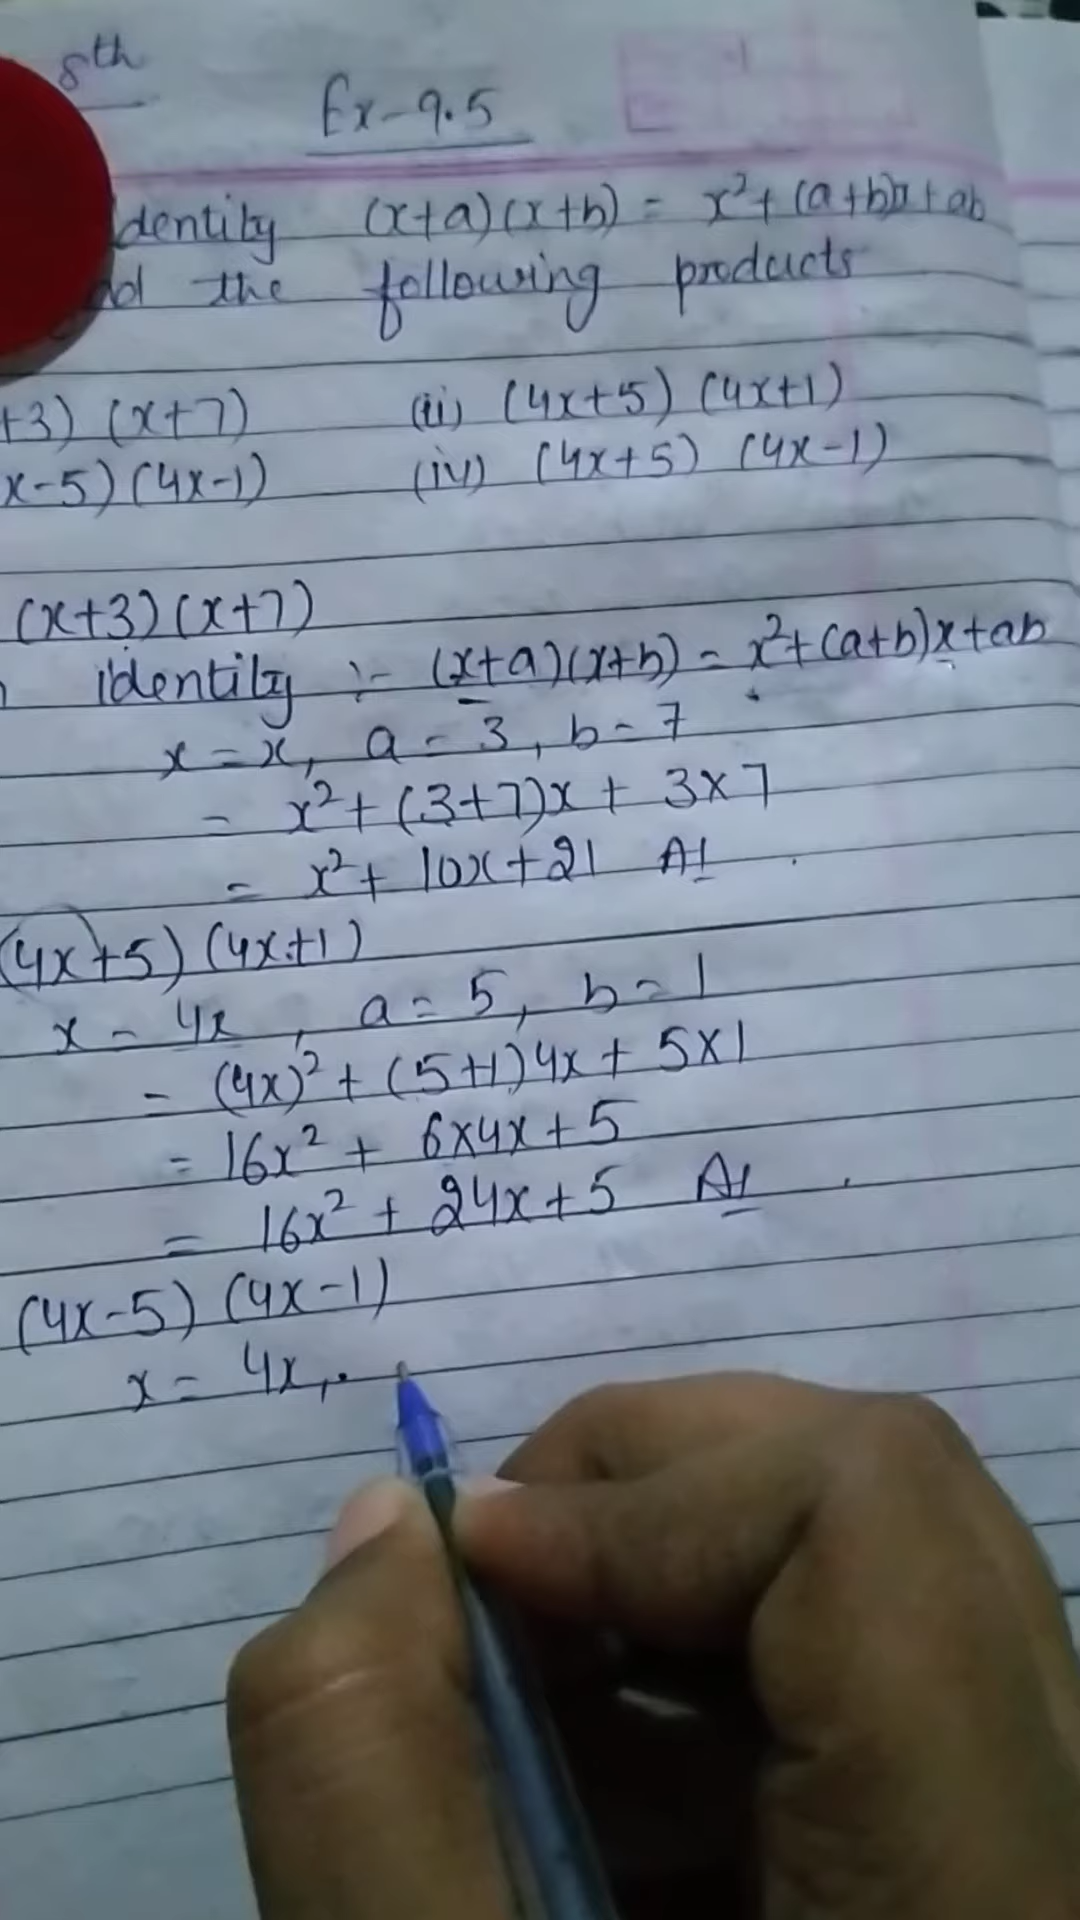 8th
Ex-9.5
dentity (x+a)(x+b) = x²+(a+b)x+ab
the following products
+3) (x+7) (ii) (4x+5) (4x+1)
x-5) (4x-1) (iv) (4x+5) (4x-1)
(x+3)(x+7)
identity :- (x+a)(x+b) = x²+(a+b)x+ab
x = x, a = 3, b = 7
= x²+(3+7)x + 3×7
= x²+ 10x+21 A
(4x+5) (4x+1)
x = 4x, a = 5, b = 1
= (4x)²+(5+1)4x+ 5×1
= 16x² + 6×4x+5
= 16x² + 24x+5 A
(4x-5) (4x-1)
x = 4x,